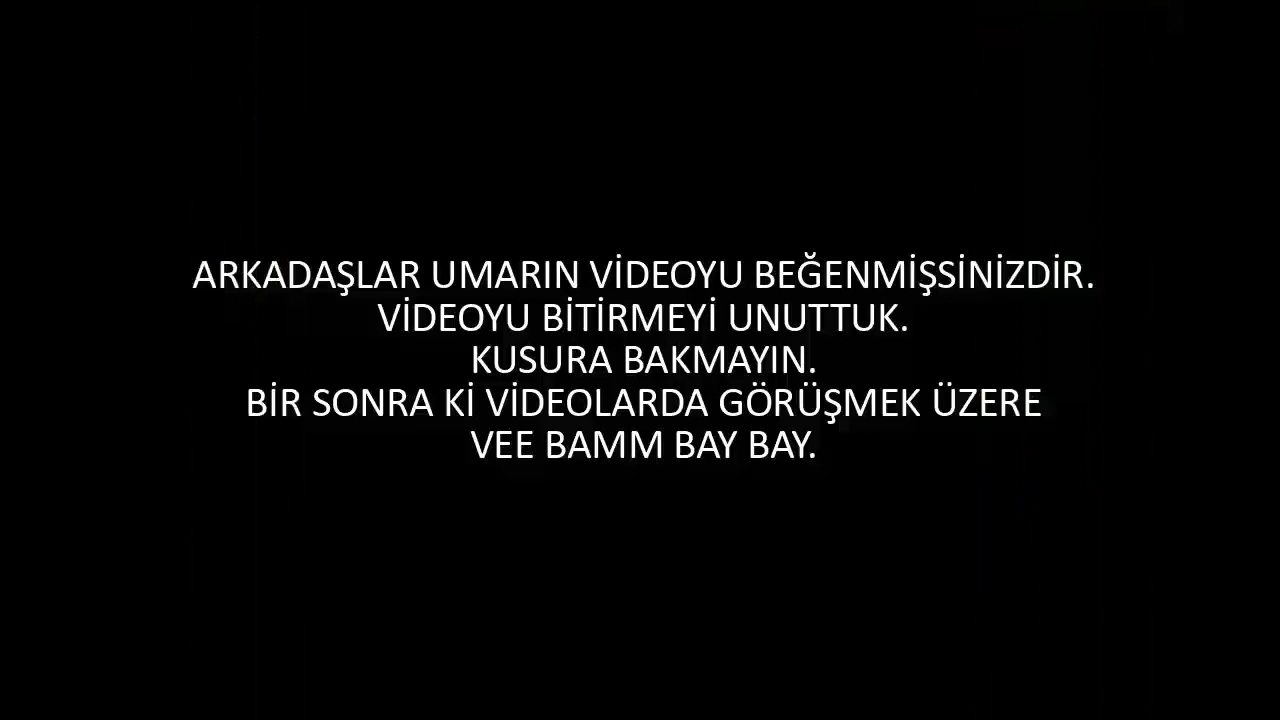 ARKADAŞLAR UMARIN VİDEOYU BEĞENMİŞSİNİZDİR.
VİDEOYU BİTİRMEYİ UNUTTUK.
KUSURA BAKMAYIN.
BİR SONRA Kİ VİDEOLARDA GÖRÜŞMEK ÜZERE
VEE BAMM BAY BAY.